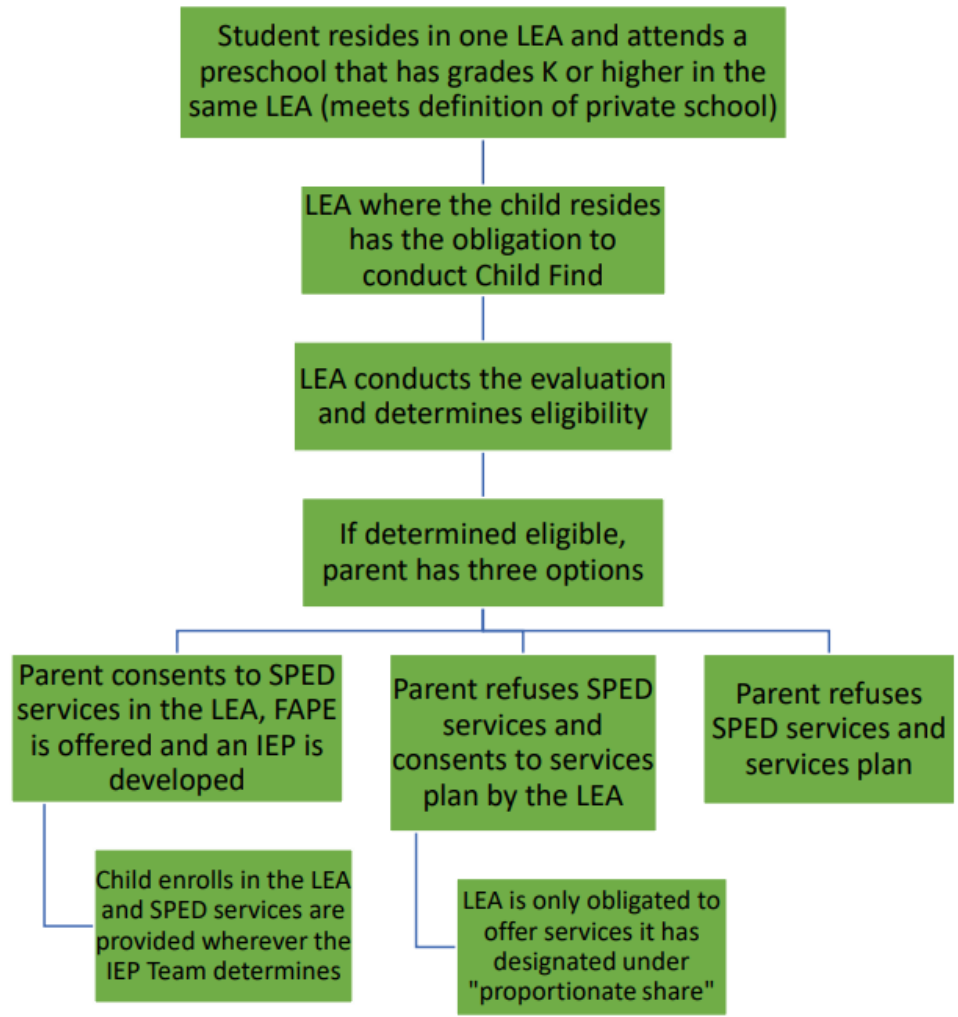 Student resides in one LEA and attends a
preschool that has grades K or higher in the
same LEA (meets definition of private school)
LEA where the child resides
has the obligation to
conduct Child Find
LEA conducts the evaluation
and determines eligibility
If determined eligible,
parent has three options
Parent consents to SPED
services in the LEA, FAPE
is offered and an IEP is
developed
Child enrolls in the LEA
and SPED services are
provided wherever the
IEP Team determines
Parent refuses SPED
services and
consents to services
plan by the LEA
LEA is only obligated to
offer services it has
designated under
"proportionate share"
Parent refuses
SPED services and
services plan